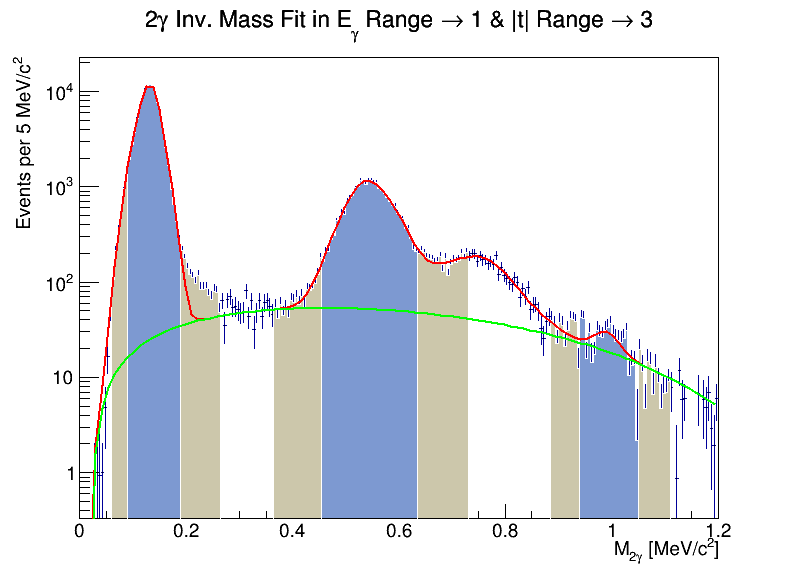 2γ Inv. Mass Fit in Eγ Range → 1 & |t| Range → 3
Events per 5 MeV/c²
10⁴
10³
10²
10
1
0 0.2 0.4 0.6 0.8 1 1.2
M2γ [MeV/c²]